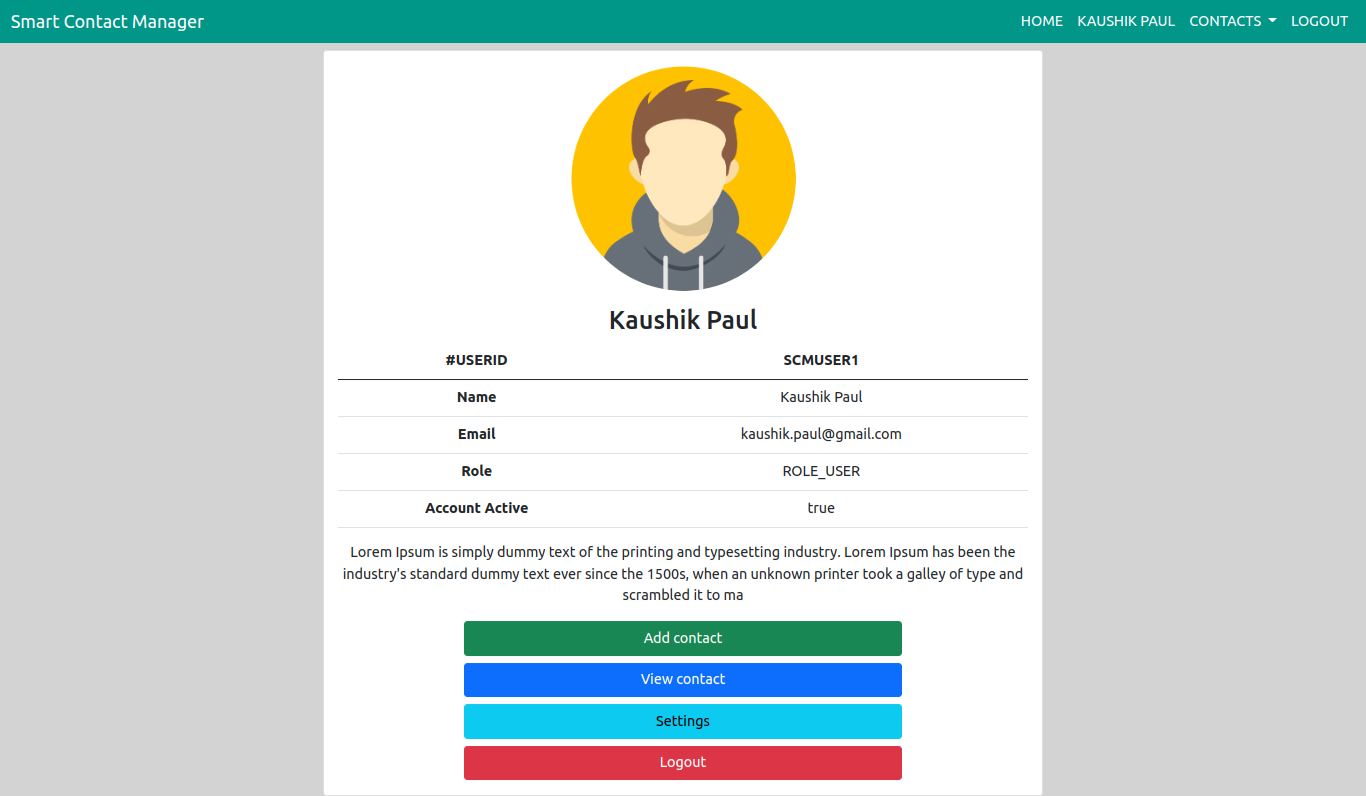 Smart Contact Manager
HOME KAUSHIK PAUL CONTACTS LOGOUT
Kaushik Paul
#USERID SCMUSER1
Name Kaushik Paul
Email kaushik.paul@gmail.com
Role ROLE_USER
Account Active true
Lorem Ipsum is simply dummy text of the printing and typesetting industry. Lorem Ipsum has been the
industry's standard dummy text ever since the 1500s, when an unknown printer took a galley of type and
scrambled it to ma
Add contact
View contact
Settings
Logout